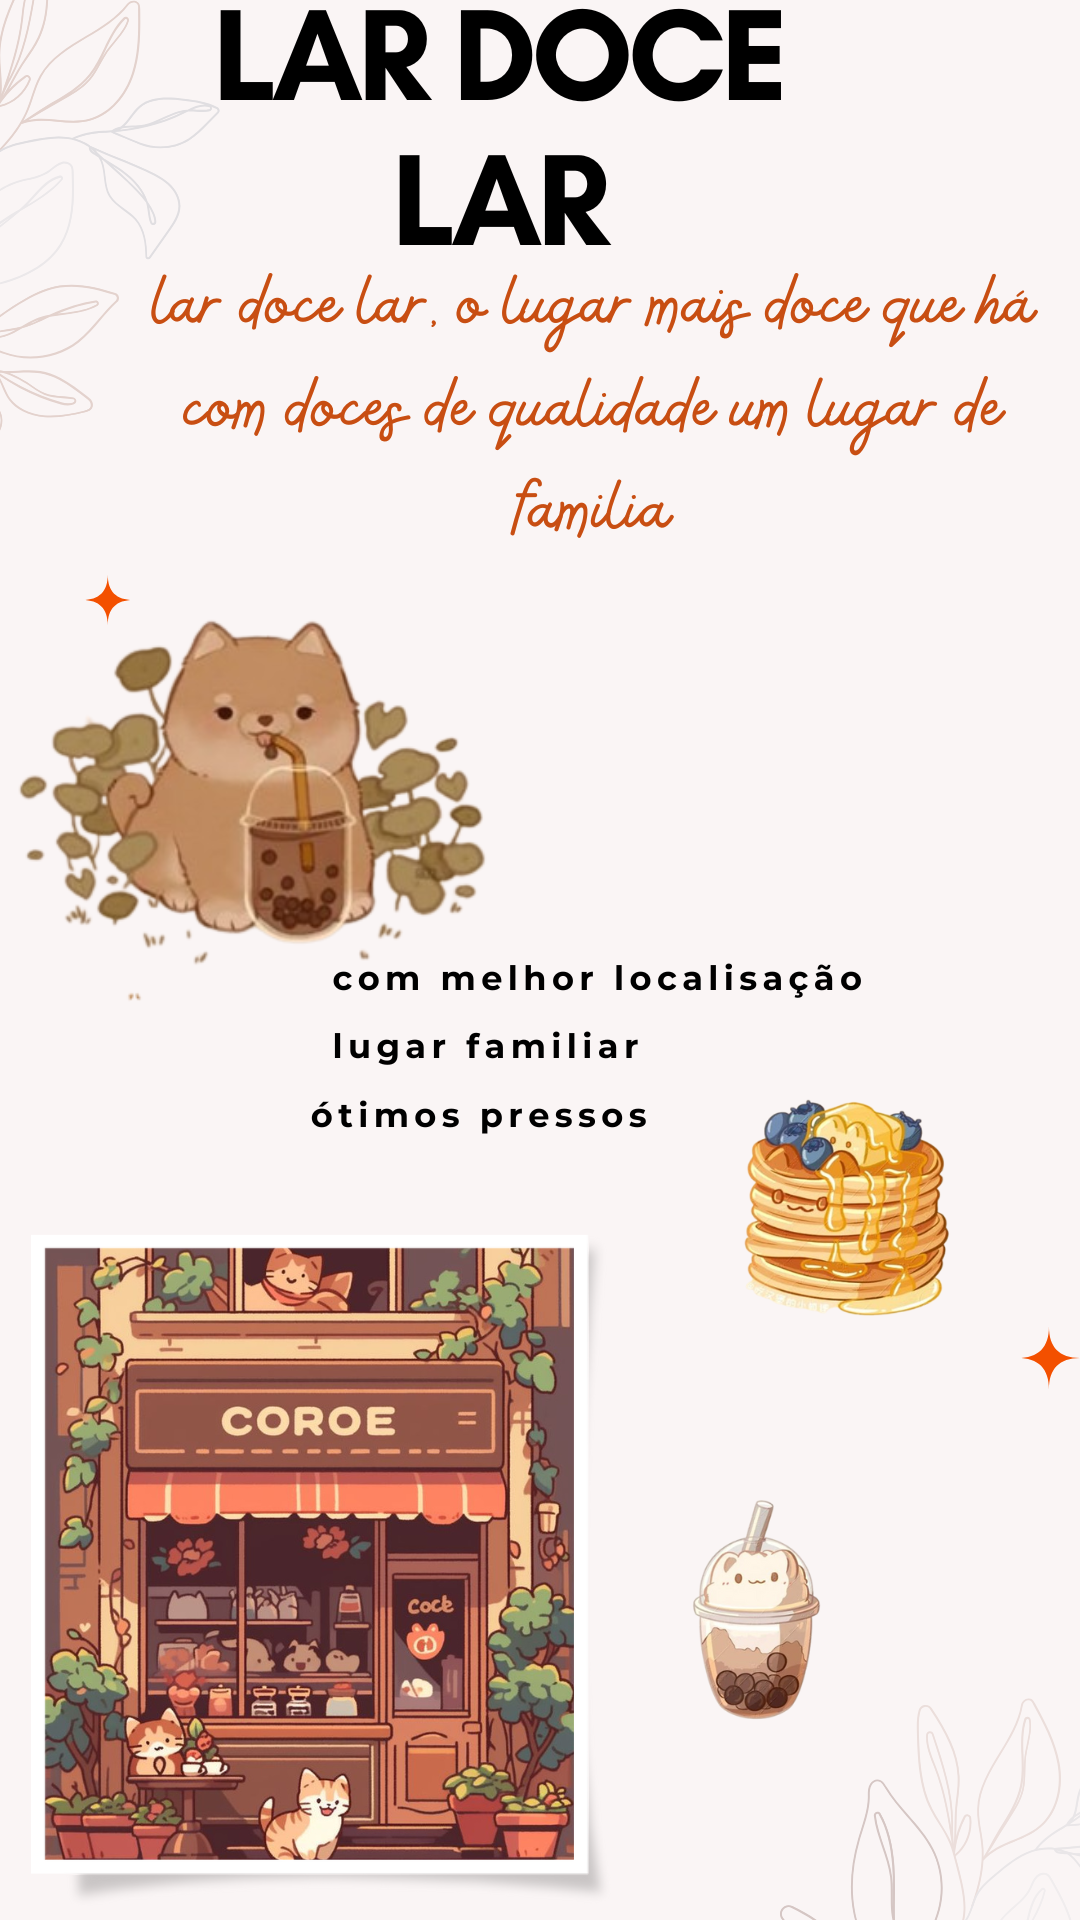 LAR DOCE
LAR
lar doce lar, o lugar mais doce que há
com doces de qualidade um lugar de
familia
com melhor localisação
lugar familiar
ótimos pressos
COROE
Cock